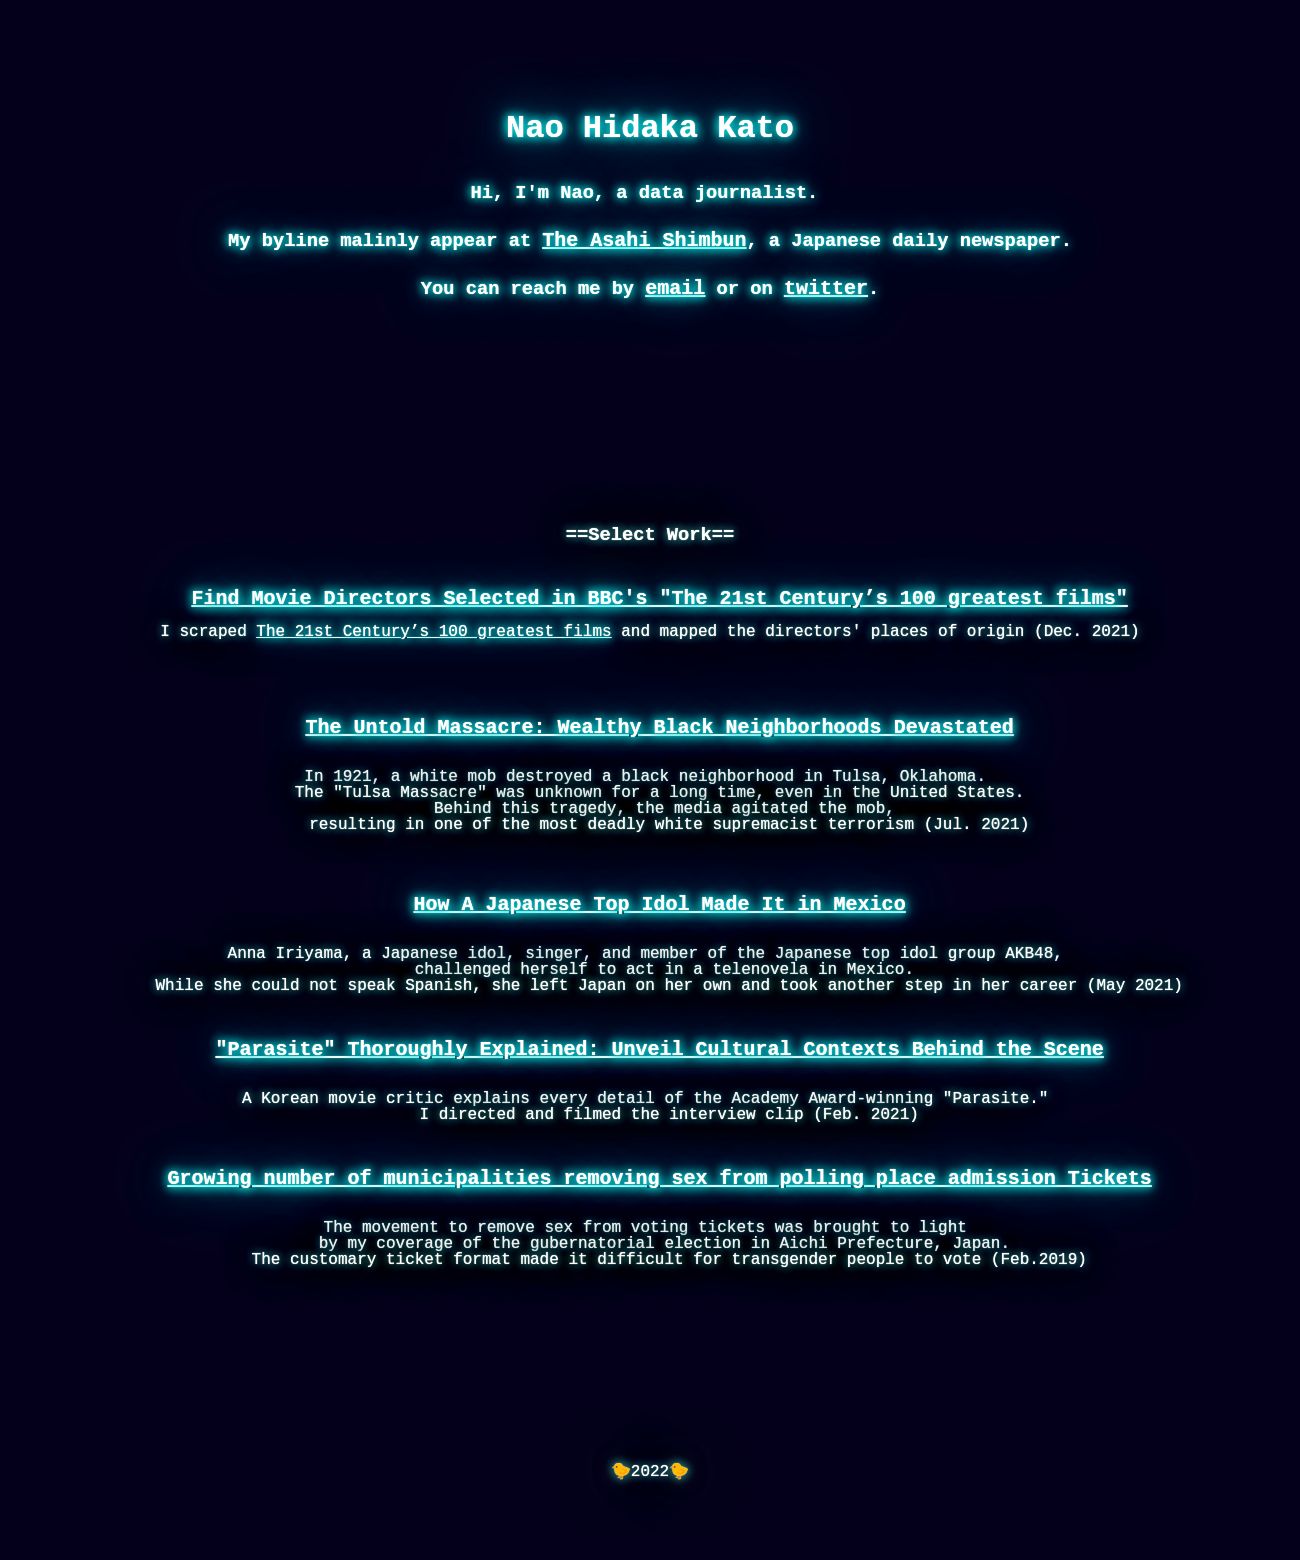 Nao Hidaka Kato
Hi, I'm Nao, a data journalist.
My byline malinly appear at The Asahi Shimbun, a Japanese daily newspaper.
You can reach me by email or on twitter.
==Select Work==
Find Movie Directors Selected in BBC's "The 21st Century’s 100 greatest films"
I scraped The 21st Century’s 100 greatest films and mapped the directors' places of origin (Dec. 2021)
The Untold Massacre: Wealthy Black Neighborhoods Devastated
In 1921, a white mob destroyed a black neighborhood in Tulsa, Oklahoma.
The "Tulsa Massacre" was unknown for a long time, even in the United States.
Behind this tragedy, the media agitated the mob,
resulting in one of the most deadly white supremacist terrorism (Jul. 2021)
How A Japanese Top Idol Made It in Mexico
Anna Iriyama, a Japanese idol, singer, and member of the Japanese top idol group AKB48,
challenged herself to act in a telenovela in Mexico.
While she could not speak Spanish, she left Japan on her own and took another step in her career (May 2021)
"Parasite" Thoroughly Explained: Unveil Cultural Contexts Behind the Scene
A Korean movie critic explains every detail of the Academy Award-winning "Parasite."
I directed and filmed the interview clip (Feb. 2021)
Growing number of municipalities removing sex from polling place admission Tickets
The movement to remove sex from voting tickets was brought to light
by my coverage of the gubernatorial election in Aichi Prefecture, Japan.
The customary ticket format made it difficult for transgender people to vote (Feb.2019)
🐤2022🐤